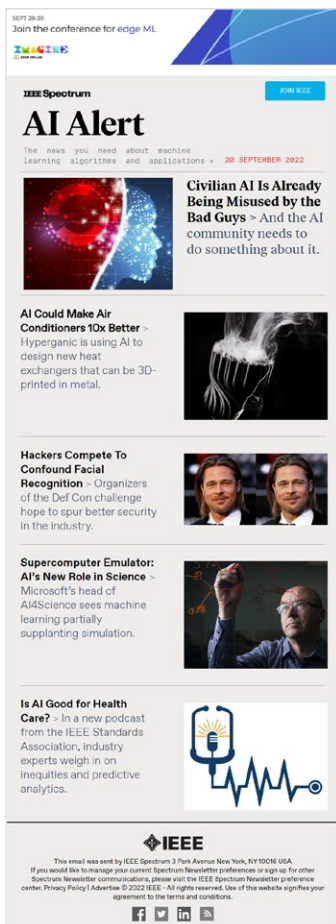 SEPT 28-30
Join the conference for edge ML
IMAGINE
EDGE IMPULSE
IEEE Spectrum
JOIN IEEE
AI Alert
The news you need about machine
learning algorithms and applications >
20 SEPTEMBER 2022
Civilian AI Is Already
Being Misused by the
Bad Guys > And the AI
community needs to
do something about it.
AI Could Make Air
Conditioners 10x Better >
Hyperganic is using AI to
design new heat
exchangers that can be 3D-
printed in metal.
Hackers Compete To
Confound Facial
Recognition > Organizers
of the Def Con challenge
hope to spur better security
in the industry.
Supercomputer Emulator:
AI's New Role in Science >
Microsoft's head of
AI4Science sees machine
learning partially
supplanting simulation.
Is AI Good for Health
Care? > In a new podcast
from the IEEE Standards
Association, industry
experts weigh in on
inequities and predictive
analytics.
IEEE
This email was sent by IEEE Spectrum 3 Park Avenue New York, NY 10016 USA
If you would like to manage your current Spectrum Newsletter preferences or sign up for other
Spectrum Newsletter communications, please visit the IEEE Spectrum Newsletter preference
center. Privacy Policy | Advertise © 2022 IEEE - All rights reserved. Use of this website signifies your
agreement to the terms and conditions.